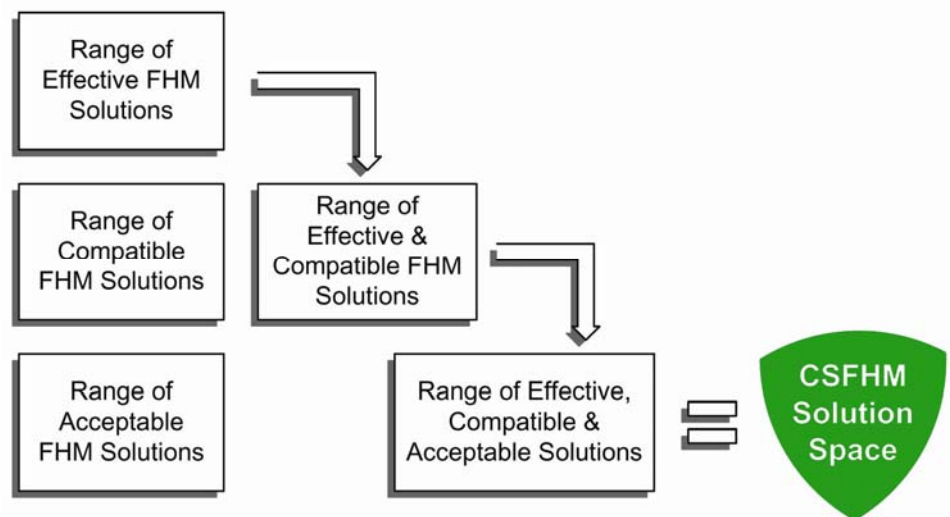 Range of
Effective FHM
Solutions
Range of
Compatible
FHM Solutions
Range of
Effective &
Compatible FHM
Solutions
Range of
Acceptable
FHM Solutions
Range of Effective,
Compatible &
Acceptable Solutions
CSFHM
Solution
Space